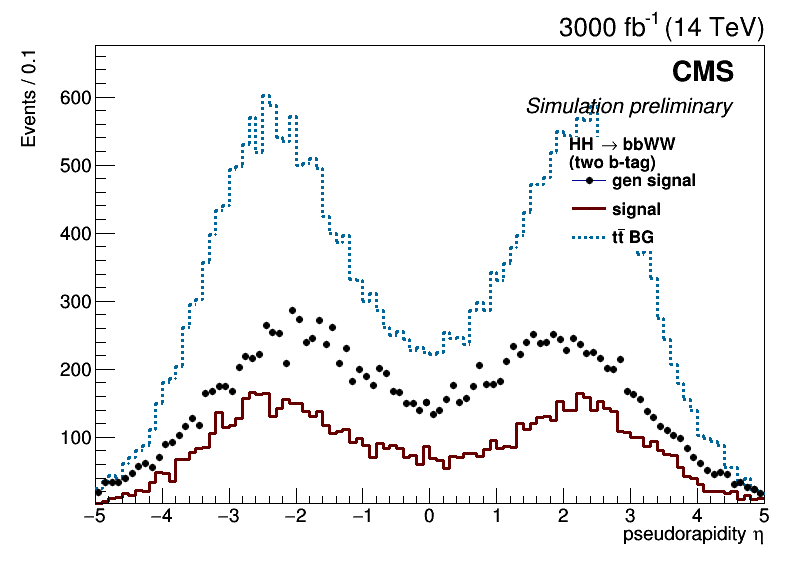 3000 fb⁻¹ (14 TeV)
CMS
Simulation preliminary
HH → bbWW
(two b-tag)
gen signal
signal
tt̄ BG
Events / 0.1
600
500
400
300
200
100
−5 −4 −3 −2 −1 0 1 2 3 4 5
pseudorapidity η